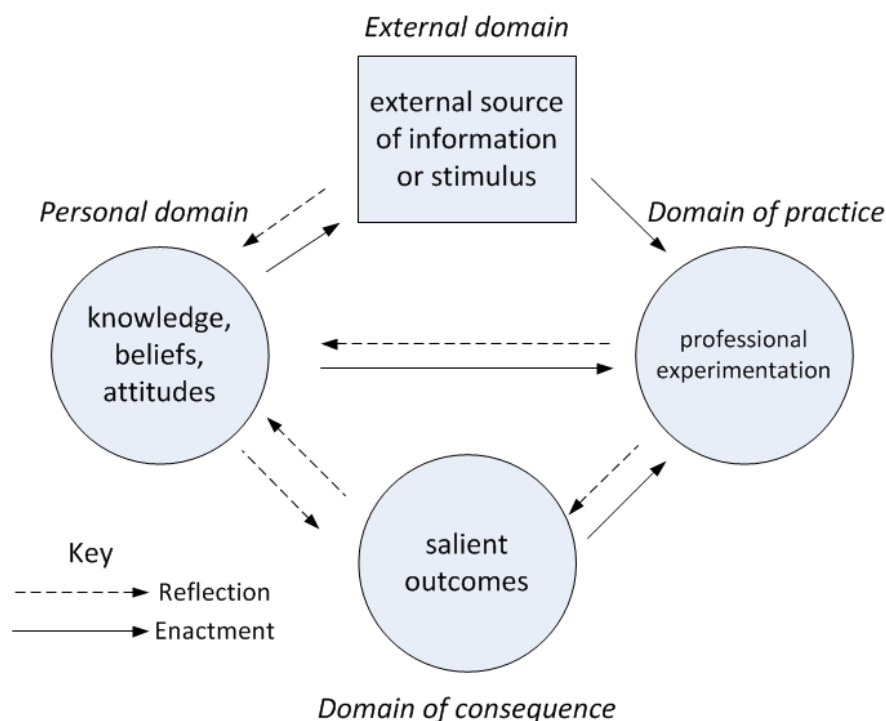 External domain
external source
of information
or stimulus
Personal domain
Domain of practice
knowledge,
beliefs,
attitudes
professional
experimentation
salient
outcomes
Key
Reflection
Enactment
Domain of consequence